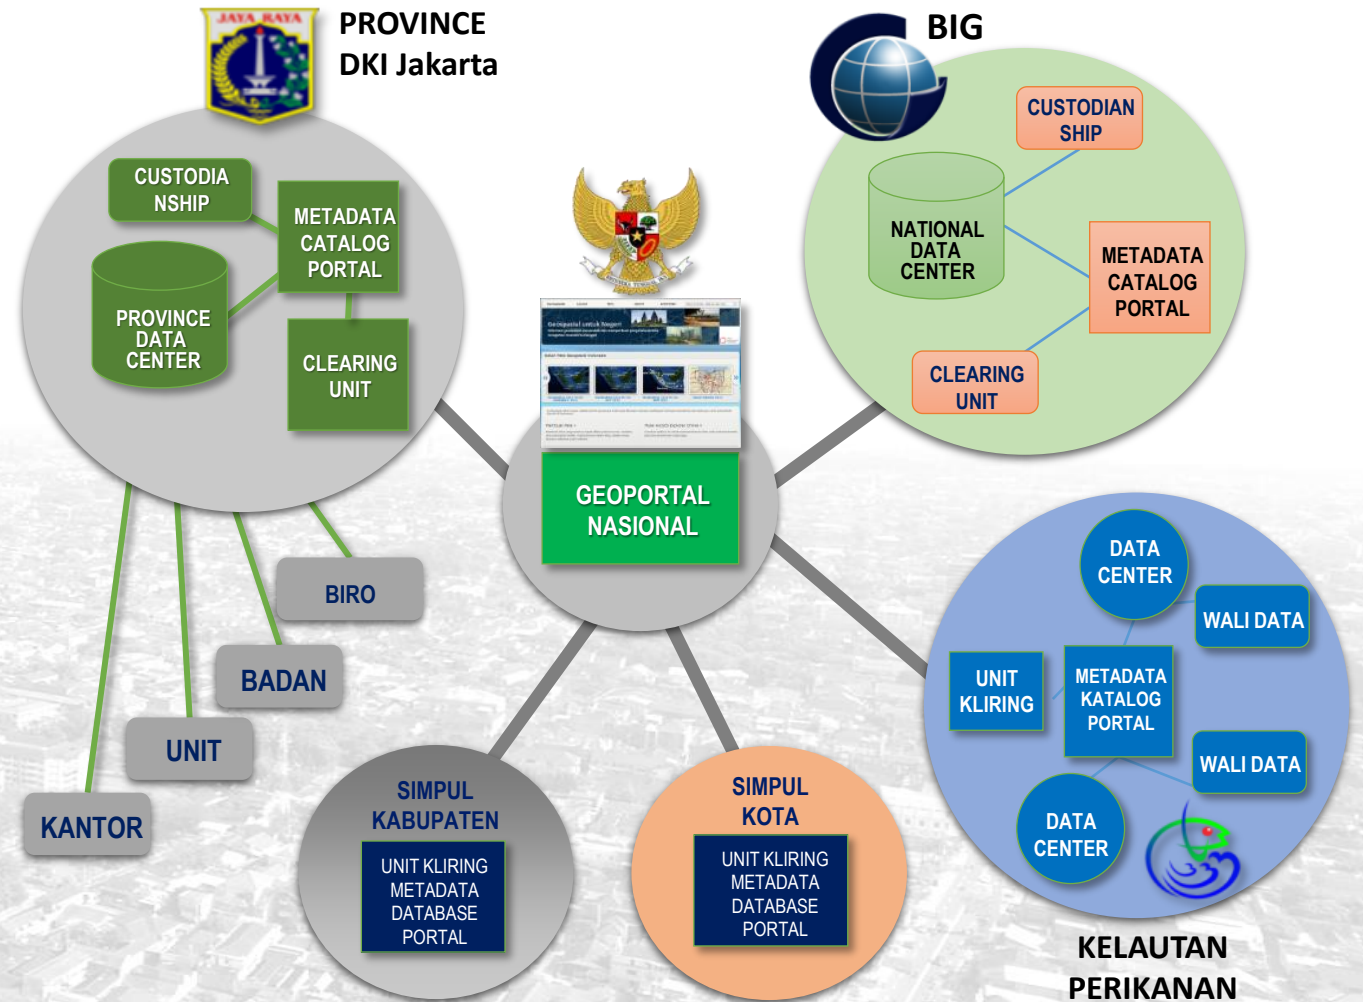 JAYA RAYA
PROVINCE
DKI Jakarta
CUSTODIA
NSHIP
METADATA
CATALOG
PORTAL
PROVINCE
DATA
CENTER
CLEARING
UNIT
BIRO
BADAN
UNIT
KANTOR
Geospasial untuk Negeri
GEOPORTAL
NASIONAL
BIG
CUSTODIAN
SHIP
NATIONAL
DATA
CENTER
METADATA
CATALOG
PORTAL
CLEARING
UNIT
DATA
CENTER
WALI DATA
UNIT
KLIRING
METADATA
KATALOG
PORTAL
WALI DATA
DATA
CENTER
KELAUTAN
PERIKANAN
SIMPUL
KABUPATEN
UNIT KLIRING
METADATA
DATABASE
PORTAL
SIMPUL
KOTA
UNIT KLIRING
METADATA
DATABASE
PORTAL